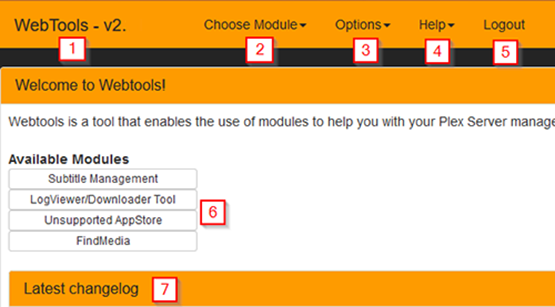 WebTools - v2. Choose Module Options Help Logout
1 2 3 4 5
Welcome to Webtools!
Webtools is a tool that enables the use of modules to help you with your Plex Server manage
Available Modules
Subtitle Management
LogViewer/Downloader Tool
Unsupported AppStore 6
FindMedia
Latest changelog 7